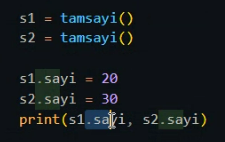 s1 = tamsayi()
s2 = tamsayi()
s1.sayi = 20
s2.sayi = 30
print(s1.sayi, s2.sayi)